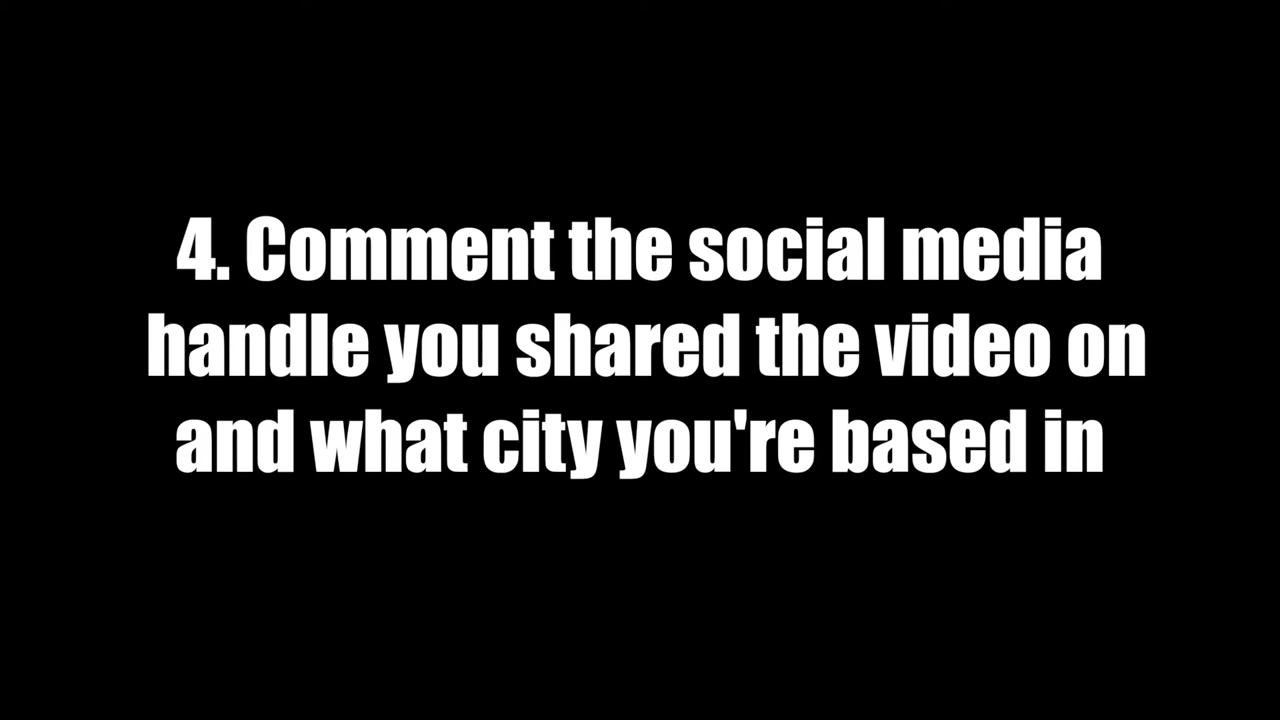 4. Comment the social media
handle you shared the video on
and what city you're based in